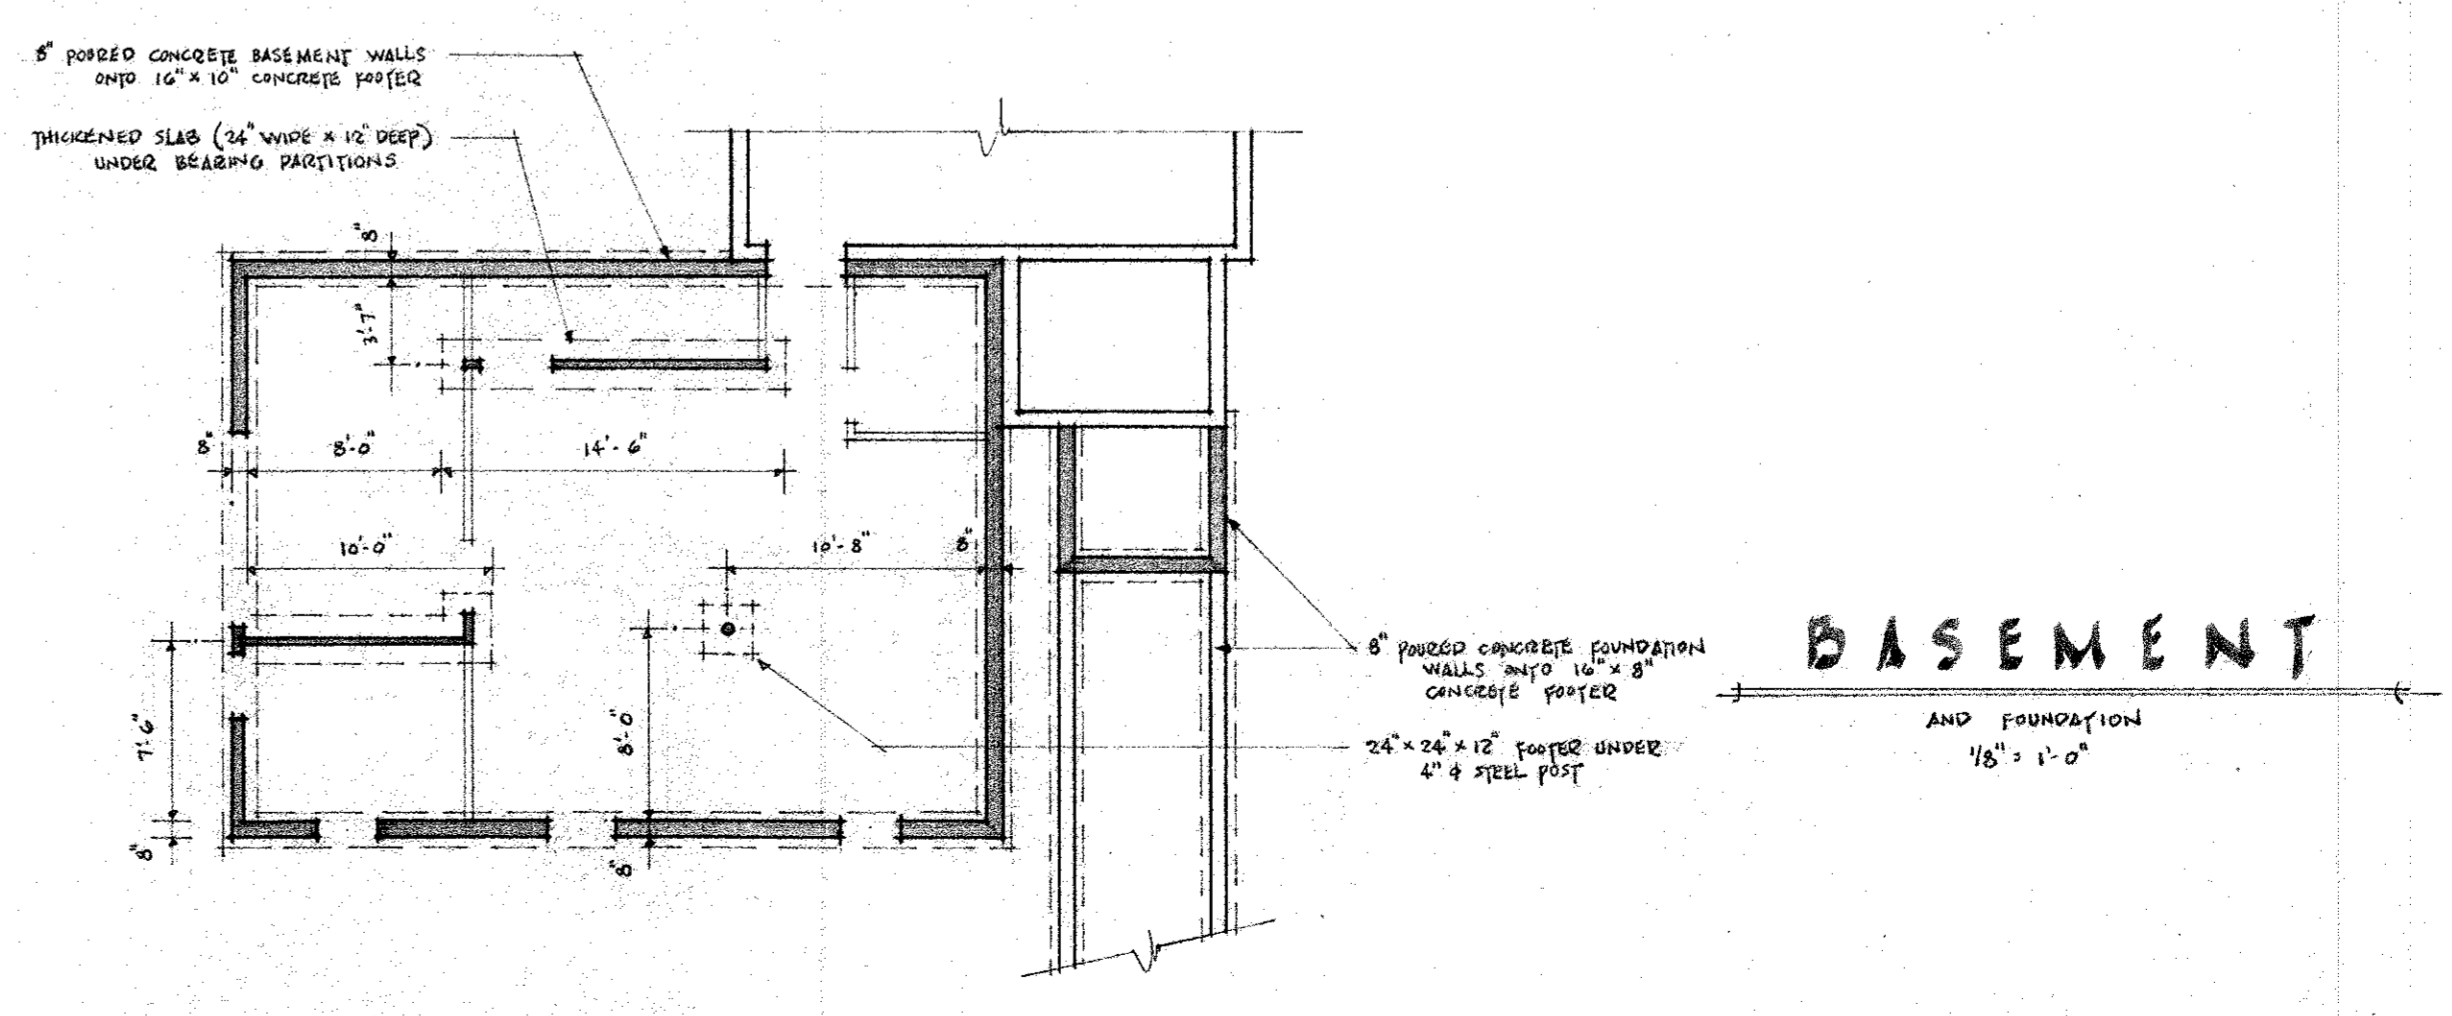 8" POURED CONCRETE BASEMENT WALLS
ONTO 16" x 10" CONCRETE FOOTER
THICKENED SLAB (24" WIDE x 12" DEEP)
UNDER BEARING PARTITIONS
8"
3'-7"
8"
8'-0"
14'-6"
10'-0"
10'-8"
8"
7'-6"
8'-0"
8"
8"
8" POURED CONCRETE FOUNDATION
WALLS ONTO 16" x 8"
CONCRETE FOOTER
24" x 24" x 12" FOOTER UNDER
4" ϕ STEEL POST
BASEMENT
AND FOUNDATION
1/8" = 1'-0"